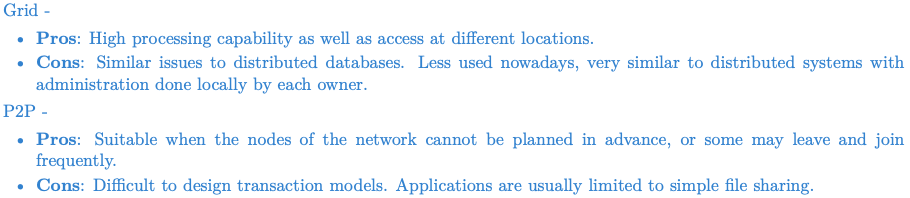 Grid -
• Pros: High processing capability as well as access at different locations.
• Cons: Similar issues to distributed databases. Less used nowadays, very similar to distributed systems with
administration done locally by each owner.
P2P -
• Pros: Suitable when the nodes of the network cannot be planned in advance, or some may leave and join
frequently.
• Cons: Difficult to design transaction models. Applications are usually limited to simple file sharing.